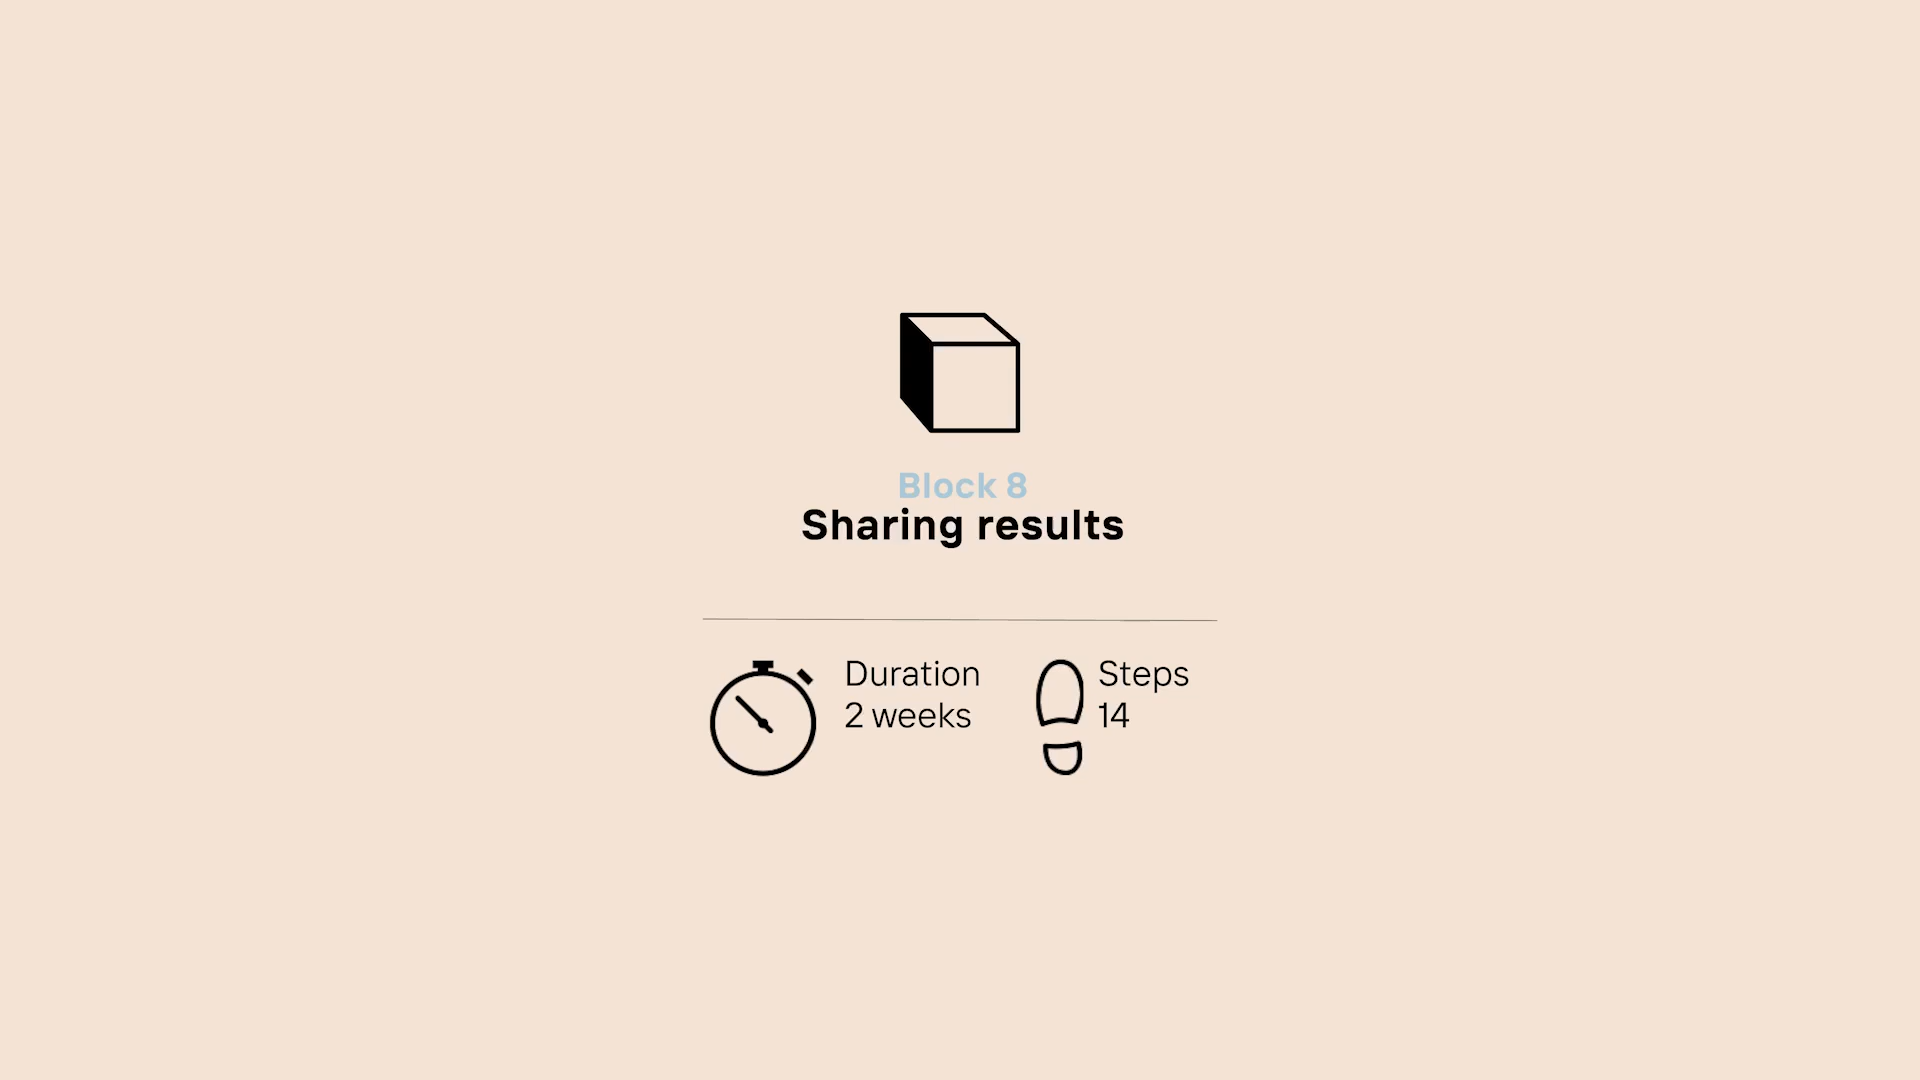 Block 8
Sharing results
Duration
2 weeks
Steps
14